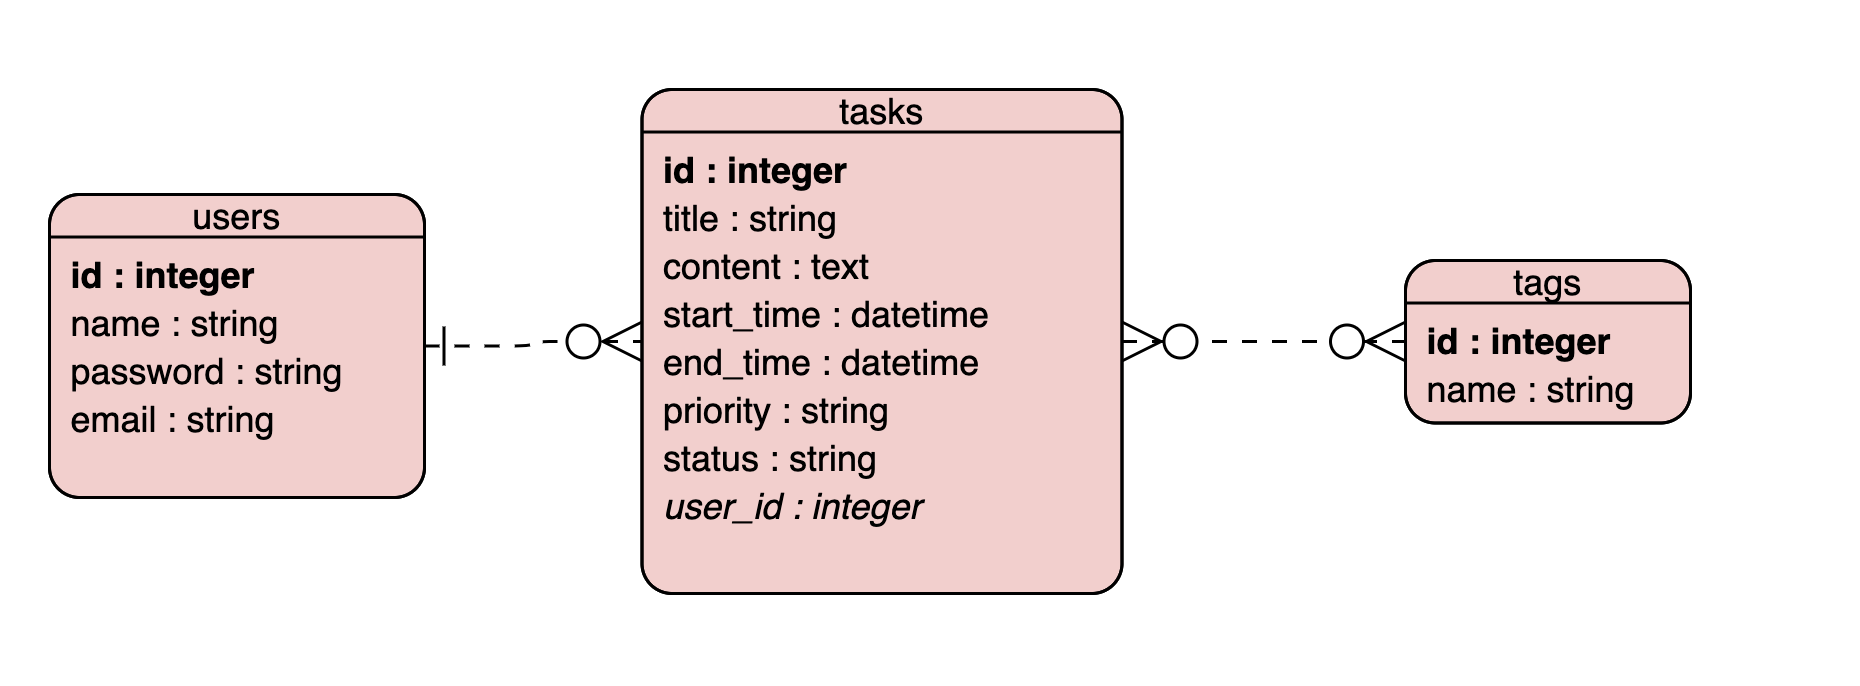 users
id : integer
name : string
password : string
email : string
tasks
id : integer
title : string
content : text
start_time : datetime
end_time : datetime
priority : string
status : string
user_id : integer
tags
id : integer
name : string